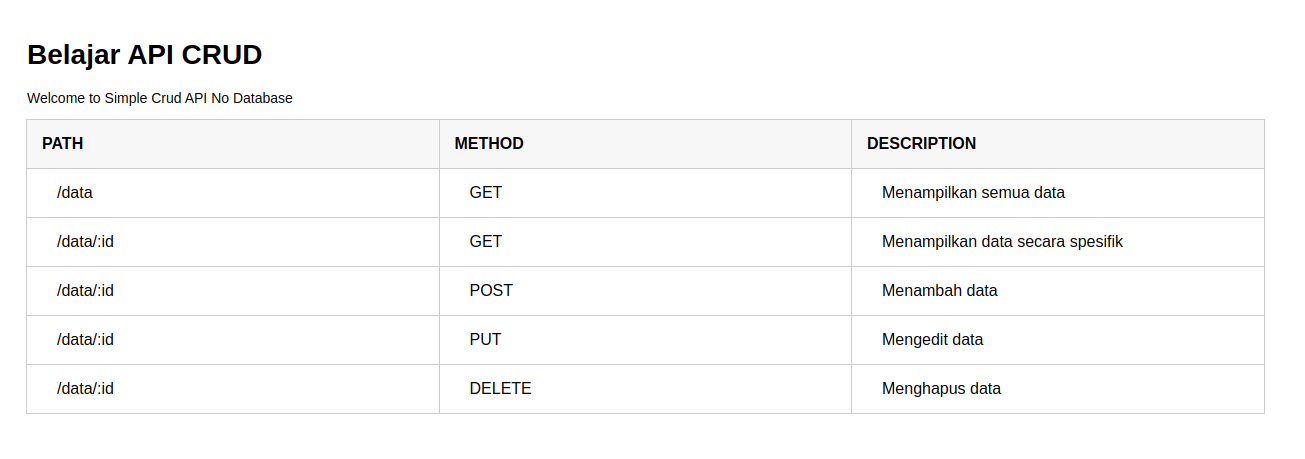 Belajar API CRUD
Welcome to Simple Crud API No Database
PATH METHOD DESCRIPTION
/data GET Menampilkan semua data
/data/:id GET Menampilkan data secara spesifik
/data/:id POST Menambah data
/data/:id PUT Mengedit data
/data/:id DELETE Menghapus data